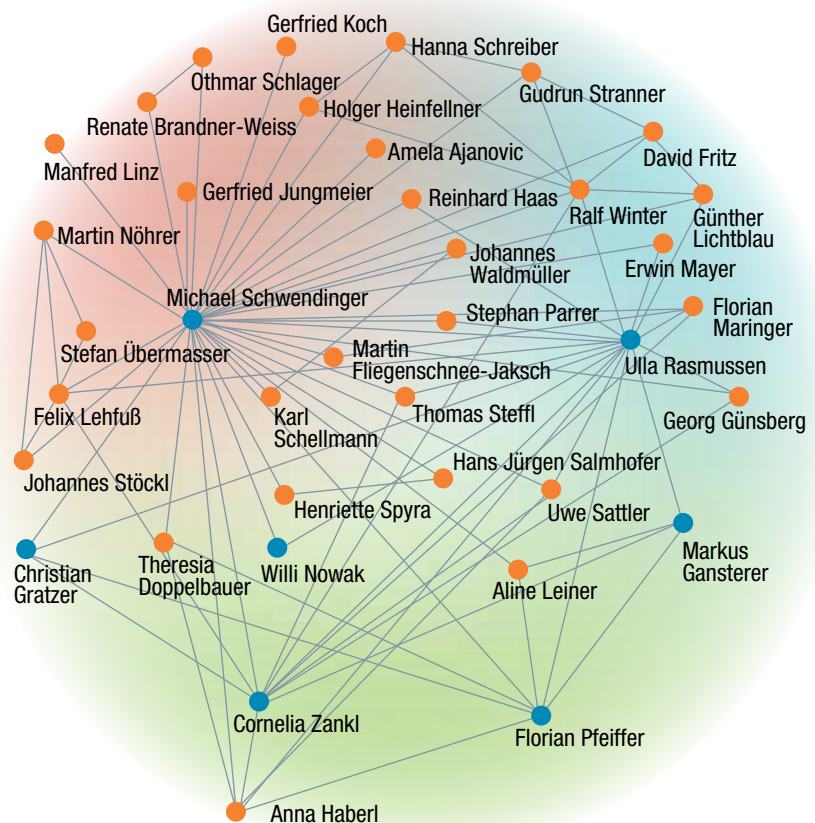 Gerfried Koch
Hanna Schreiber
Othmar Schlager
Gudrun Stranner
Renate Brandner-Weiss
Holger Heinfellner
Manfred Linz
Amela Ajanovic
David Fritz
Gerfried Jungmeier
Reinhard Haas
Ralf Winter
Günther
Lichtblau
Martin Nöhrer
Johannes
Waldmüller
Erwin Mayer
Michael Schwendinger
Stephan Parrer
Florian
Maringer
Stefan Übermasser
Martin
Fliegenschnee-Jaksch
Ulla Rasmussen
Felix Lehfuß
Karl
Schellmann
Thomas Steffl
Georg Günsberg
Johannes Stöckl
Hans Jürgen Salmhofer
Henriette Spyra
Uwe Sattler
Christian
Gratzer
Theresia
Doppelbauer
Willi Nowak
Aline Leiner
Markus
Gansterer
Cornelia Zankl
Florian Pfeiffer
Anna Haberl